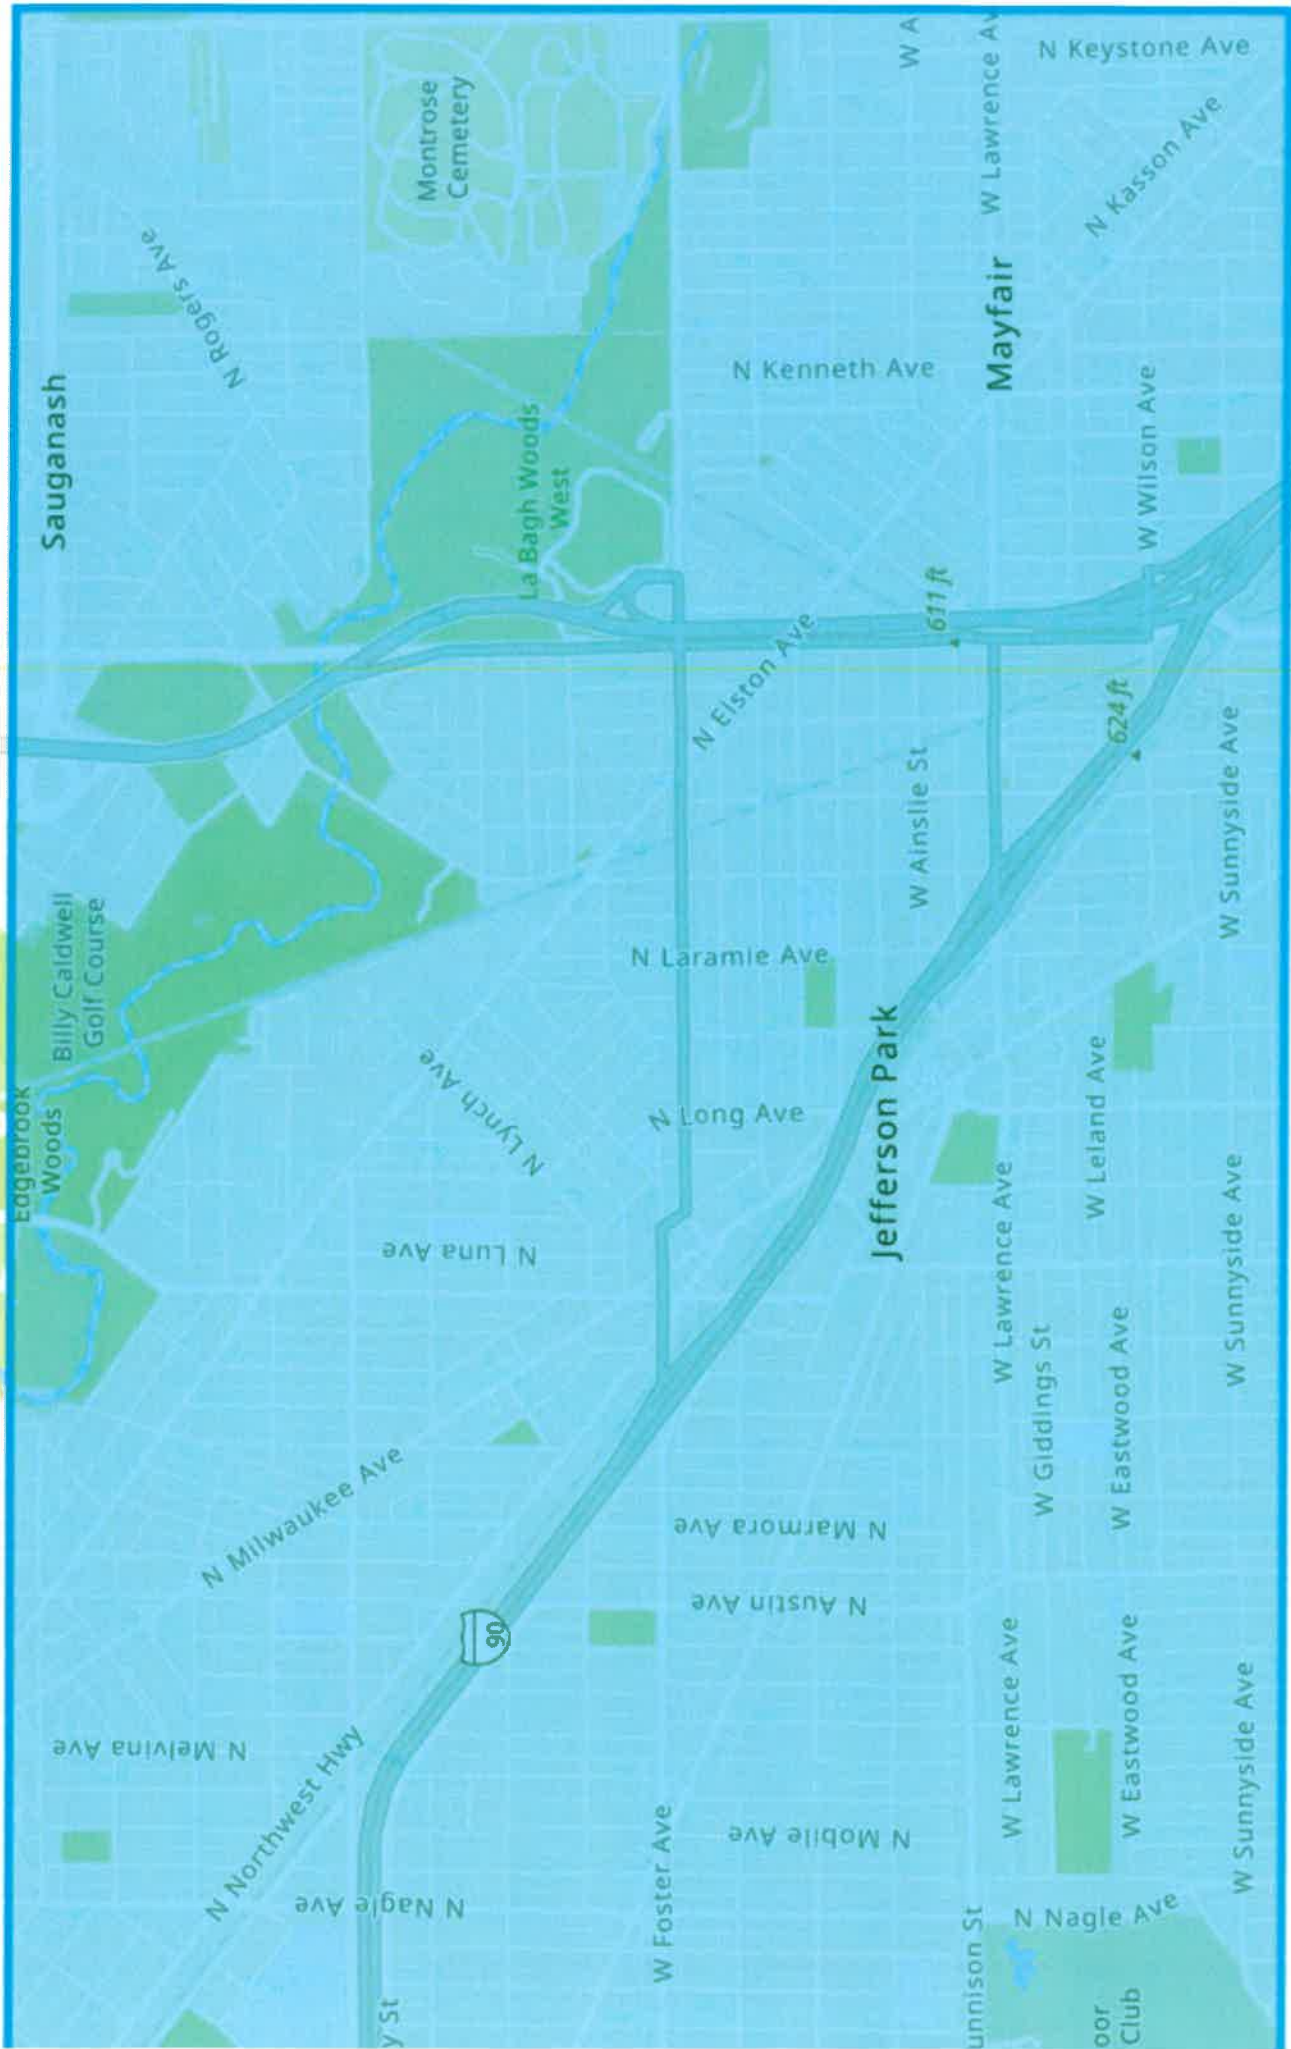 Sauganash
N Rogers Ave
Montrose
Cemetery
W A
W Lawrence Av
N Keystone Ave
N Kasson Ave
Mayfair
N Kenneth Ave
La Bagh Woods
West
W Wilson Ave
611 ft
N Elston Ave
624 ft
W Ainslie St
W Sunnyside Ave
Billy Caldwell
Golf Course
N Laramie Ave
Edgebrook
Woods
N Lynch Ave
N Long Ave
Jefferson Park
W Leland Ave
N Luna Ave
W Lawrence Ave
W Giddings St
W Eastwood Ave
W Sunnyside Ave
N Milwaukee Ave
N Marmora Ave
N Austin Ave
90
N Melvina Ave
N Northwest Hwy
N Nagle Ave
W Foster Ave
N Mobile Ave
W Lawrence Ave
W Eastwood Ave
W Sunnyside Ave
N Nagle Ave
unnison St
y St
oor
Club